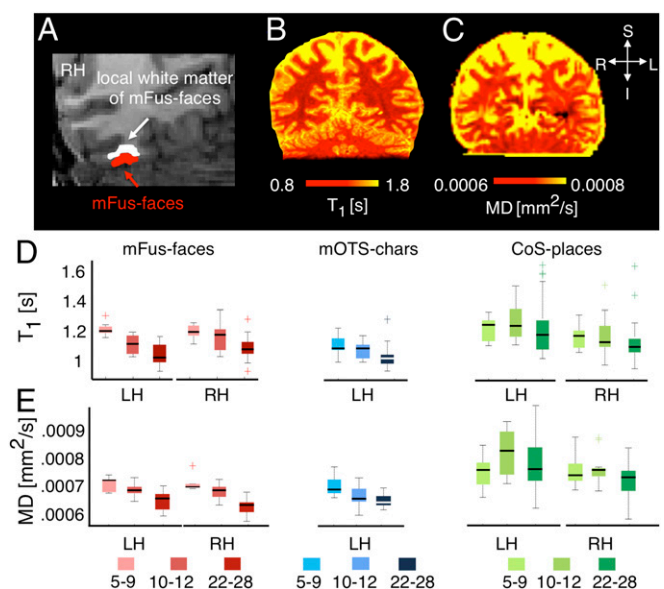 A
RH
local white matter
of mFus-faces
mFus-faces
B
0.8
1.8
T1 [s]
C
S
R
L
I
0.0006
0.0008
MD [mm²/s]
D
mFus-faces
mOTS-chars
CoS-places
T1 [s]
1.6
1.4
1.2
1
LH
RH
LH
LH
RH
E
MD [mm²/s]
.0009
.0008
.0007
.0006
LH
RH
LH
LH
RH
5-9
10-12
22-28
5-9
10-12
22-28
5-9
10-12
22-28